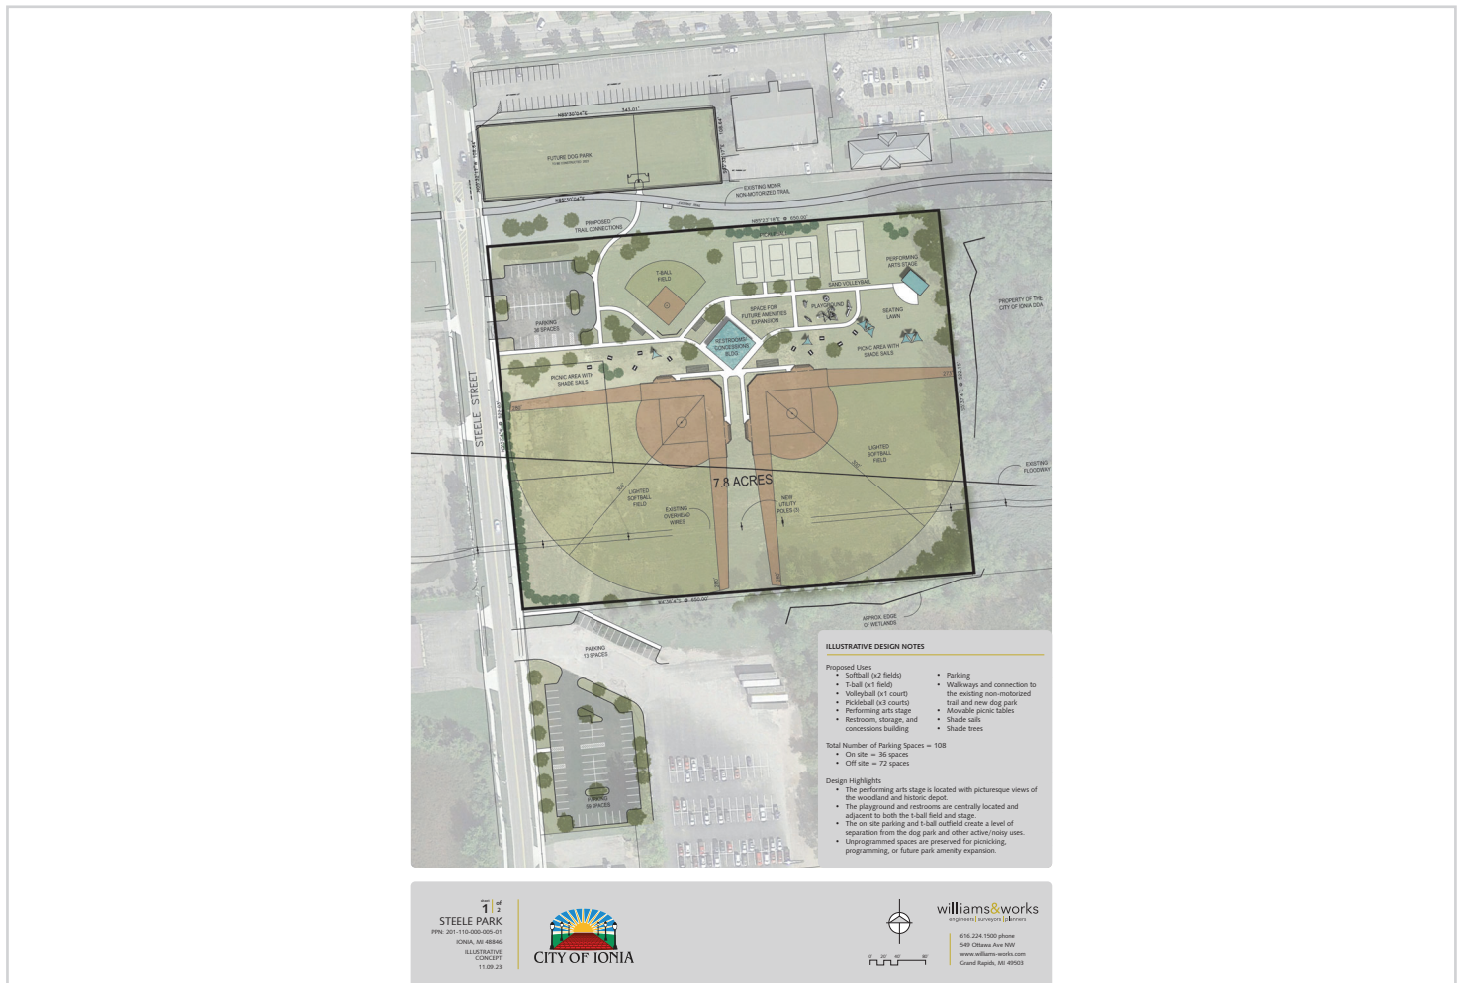 N88°30'04"E
343.01'
FUTURE DOG PARK
EXISTING MDNR
NON-MOTORIZED TRAIL
PROPOSED
TRAIL CONNECTIONS
T-BALL
FIELD
PERFORMING
ARTS STAGE
SAND VOLLEYBALL
PLAYGROUND
SPACE FOR
FUTURE AMENITIES
EXPANSION
SEATING
LAWN
PROPERTY OF THE
CITY OF IONIA DDA
PARKING
36 SPACES
RESTROOMS/
CONCESSIONS
BLDG
PICNIC AREA WITH
SHADE SAILS
PICNIC AREA WITH
SHADE SAILS
STEELE STREET
LIGHTED
SOFTBALL
FIELD
EXISTING
FLOODWAY
7.8 ACRES
LIGHTED
SOFTBALL
FIELD
NEW
UTILITY
POLES (3)
EXISTING
OVERHEAD
WIRES
APPROX. EDGE
O' WETLANDS
PARKING
13 SPACES
PARKING
59 SPACES
ILLUSTRATIVE DESIGN NOTES
Proposed Uses
• Softball (x2 fields)
• T-ball (x1 field)
• Volleyball (x1 court)
• Pickleball (x3 courts)
• Performing arts stage
• Restroom, storage, and
concessions building
• Parking
• Walkways and connection to
the existing non-motorized
trail and new dog park
• Movable picnic tables
• Shade sails
• Shade trees
Total Number of Parking Spaces = 108
• On site = 36 spaces
• Off site = 72 spaces
Design Highlights
• The performing arts stage is located with picturesque views of
the woodland and historic depot.
• The playground and restrooms are centrally located and
adjacent to both the t-ball field and stage.
• The on site parking and t-ball outfield create a level of
separation from the dog park and other active/noisy uses.
• Unprogrammed spaces are preserved for picnicking,
programming, or future park amenity expansion.
sheet
1 of 2
STEELE PARK
PPN: 201-110-000-005-01
IONIA, MI 48846
ILLUSTRATIVE
CONCEPT
11.09.23
CITY OF IONIA
0' 20' 40' 80'
williams&works
engineers | surveyors | planners
616.224.1500 phone
549 Ottawa Ave NW
www.williams-works.com
Grand Rapids, MI 49503